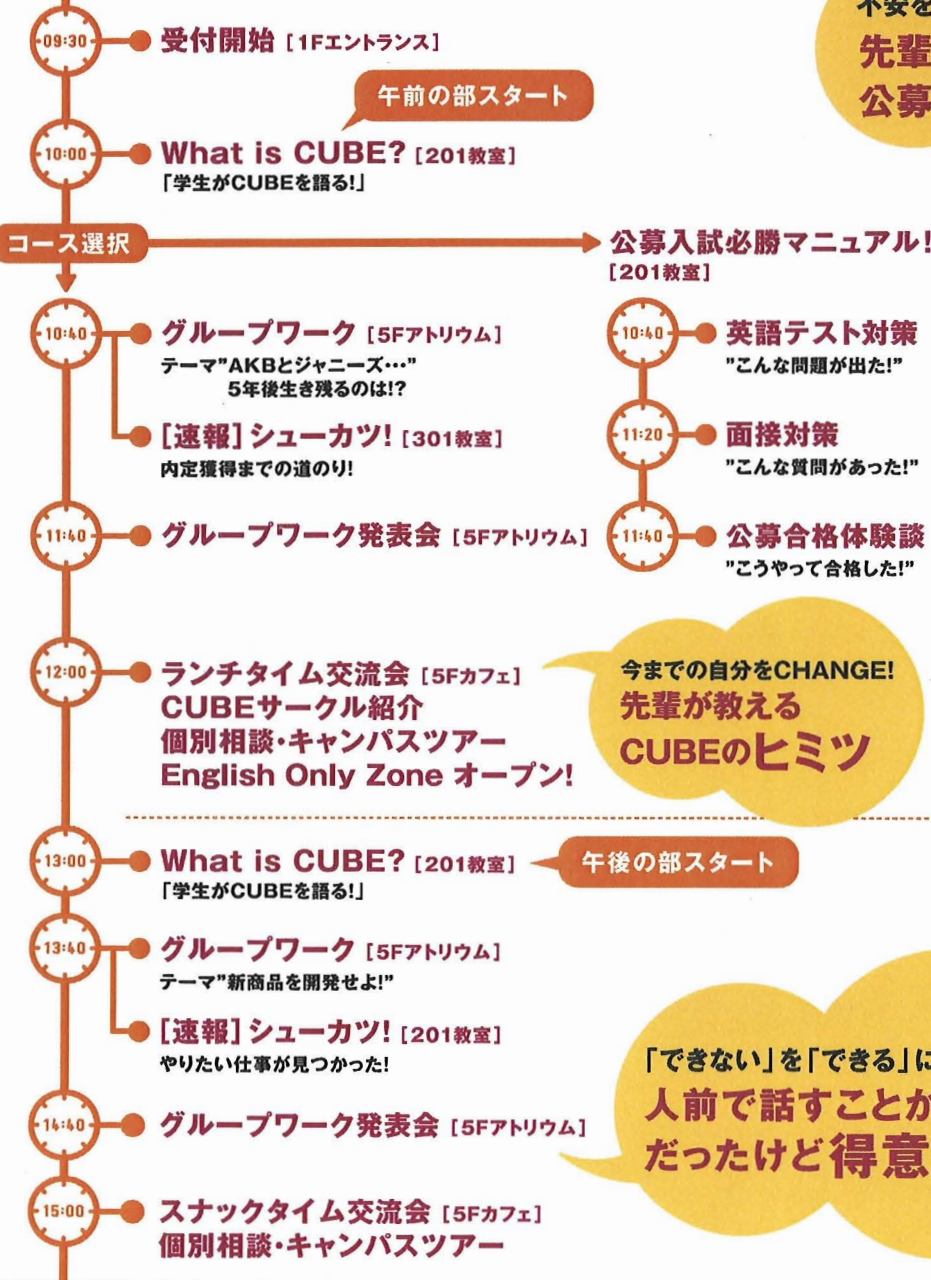 不安を
先輩
公募
09:30
受付開始 [1Fエントランス]
午前の部スタート
10:00
What is CUBE? [201教室]
「学生がCUBEを語る!」
コース選択
公募入試必勝マニュアル!
[201教室]
10:40
グループワーク [5Fアトリウム]
テーマ"AKBとジャニーズ…"
5年後生き残るのは!?
[速報]シューカツ! [301教室]
内定獲得までの道のり!
11:40
グループワーク発表会 [5Fアトリウム]
10:40
英語テスト対策
"こんな問題が出た!"
11:20
面接対策
"こんな質問があった!"
11:40
公募合格体験談
"こうやって合格した!"
12:00
ランチタイム交流会 [5Fカフェ]
CUBEサークル紹介
個別相談・キャンパスツアー
English Only Zone オープン!
今までの自分をCHANGE!
先輩が教える
CUBEのヒミツ
13:00
What is CUBE? [201教室]
「学生がCUBEを語る!」
午後の部スタート
13:40
グループワーク [5Fアトリウム]
テーマ"新商品を開発せよ!"
[速報]シューカツ! [201教室]
やりたい仕事が見つかった!
14:40
グループワーク発表会 [5Fアトリウム]
「できない」を「できる」に
人前で話すことが
だったけど得意
15:00
スナックタイム交流会 [5Fカフェ]
個別相談・キャンパスツアー